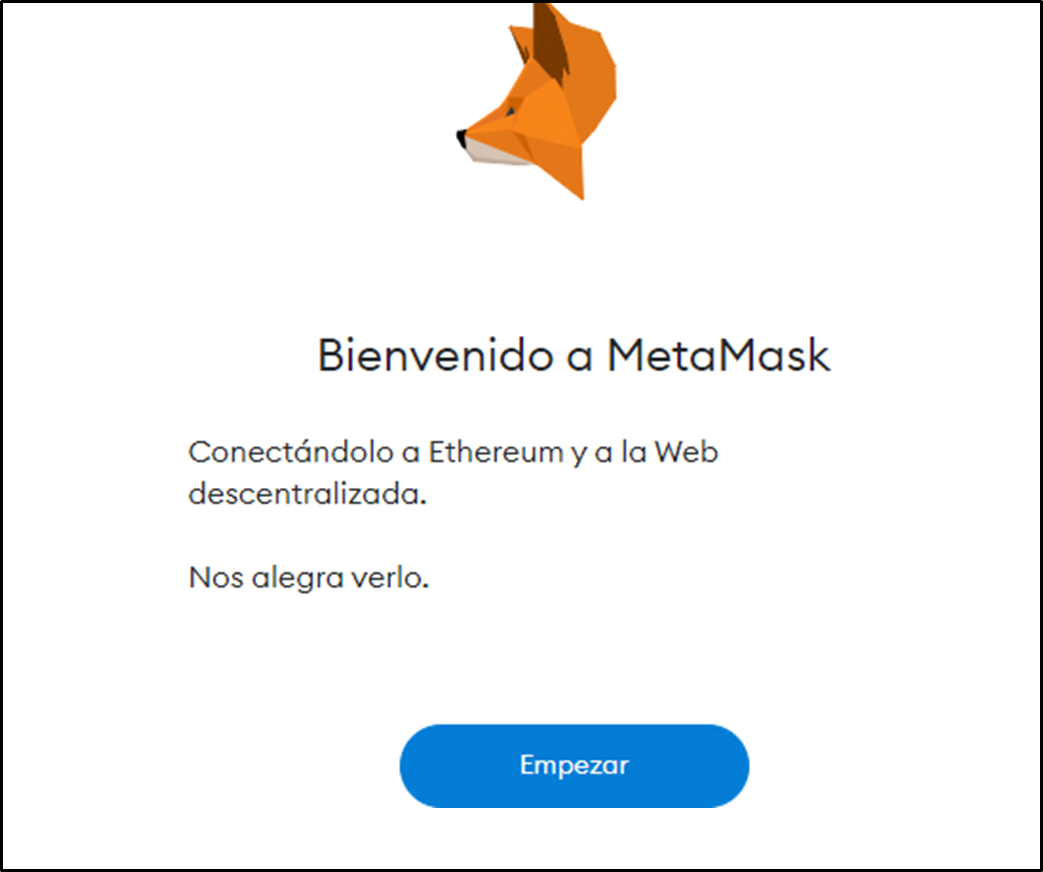 Bienvenido a MetaMask
Conectándolo a Ethereum y a la Web
descentralizada.
Nos alegra verlo.
Empezar